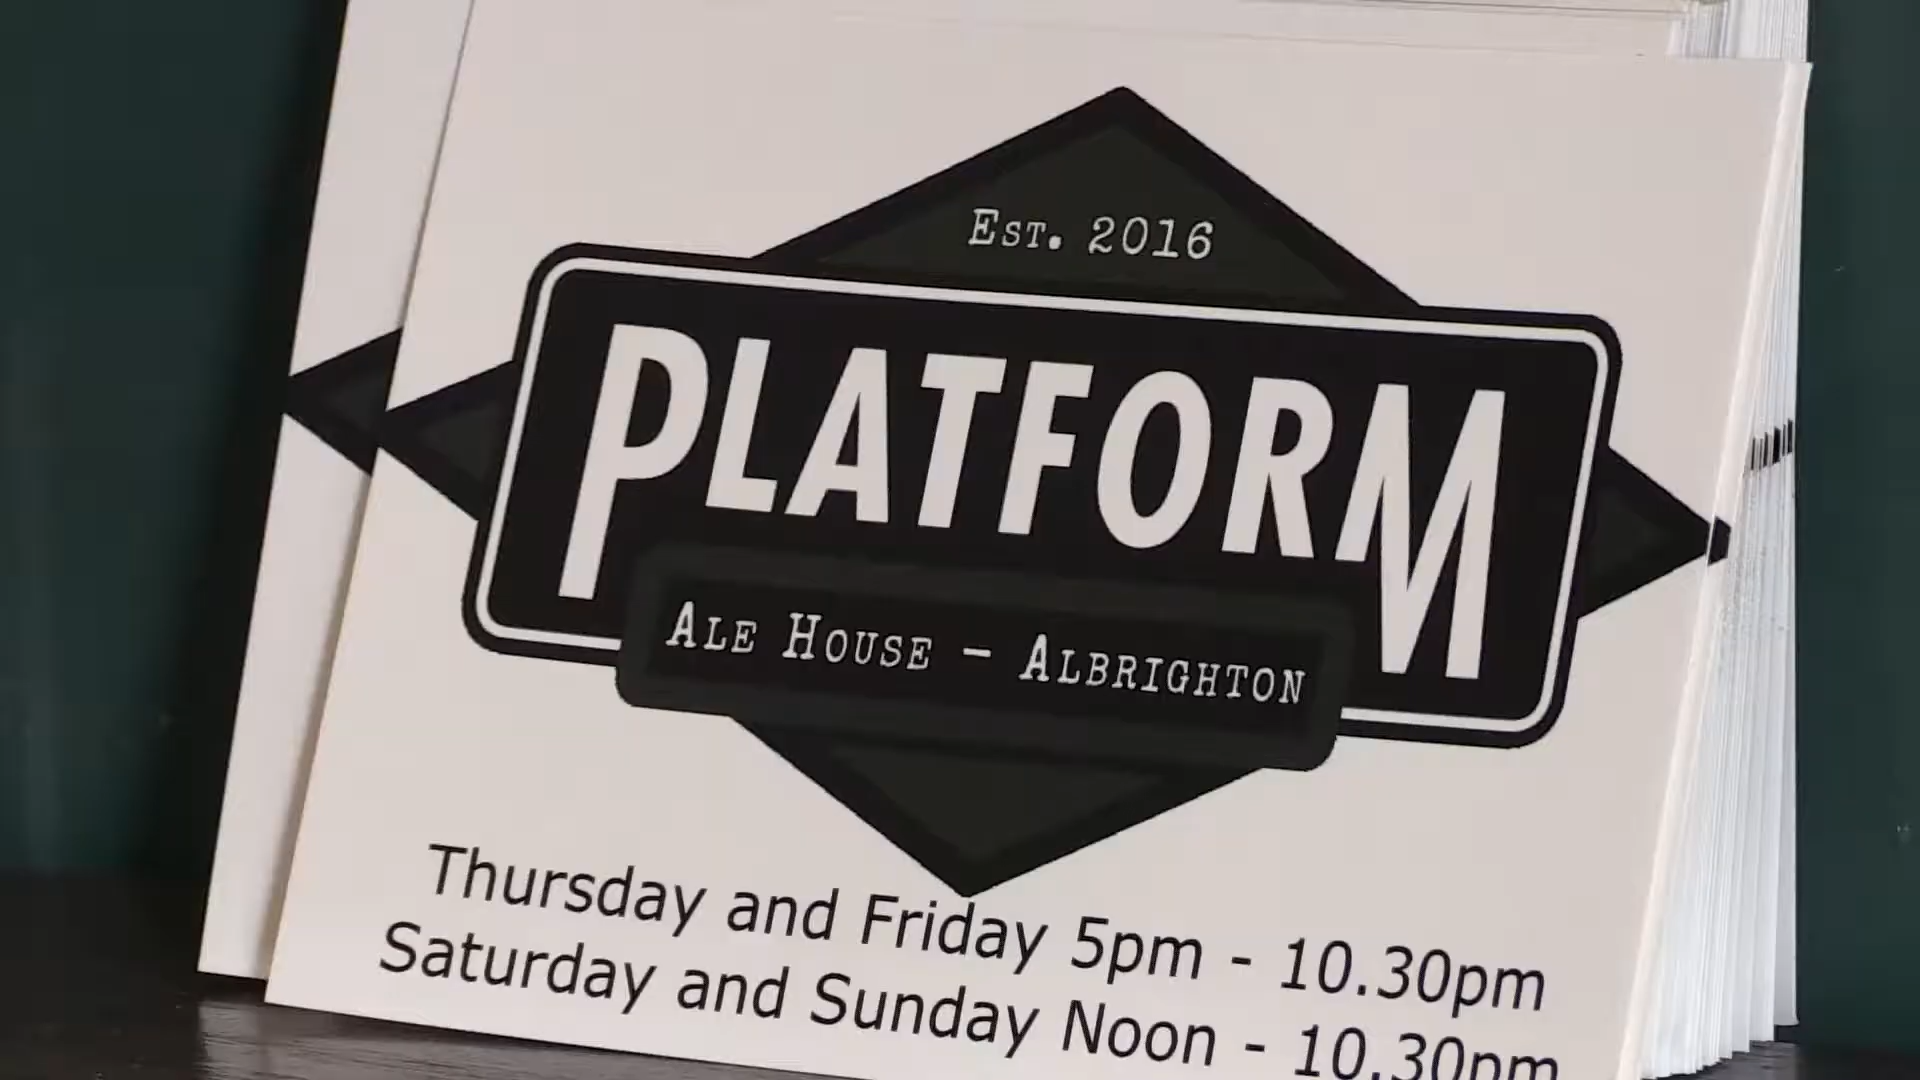 EST. 2016
PLATFORM
ALE HOUSE - ALBRIGHTON
Thursday and Friday 5pm - 10.30pm
Saturday and Sunday Noon - 10.30pm